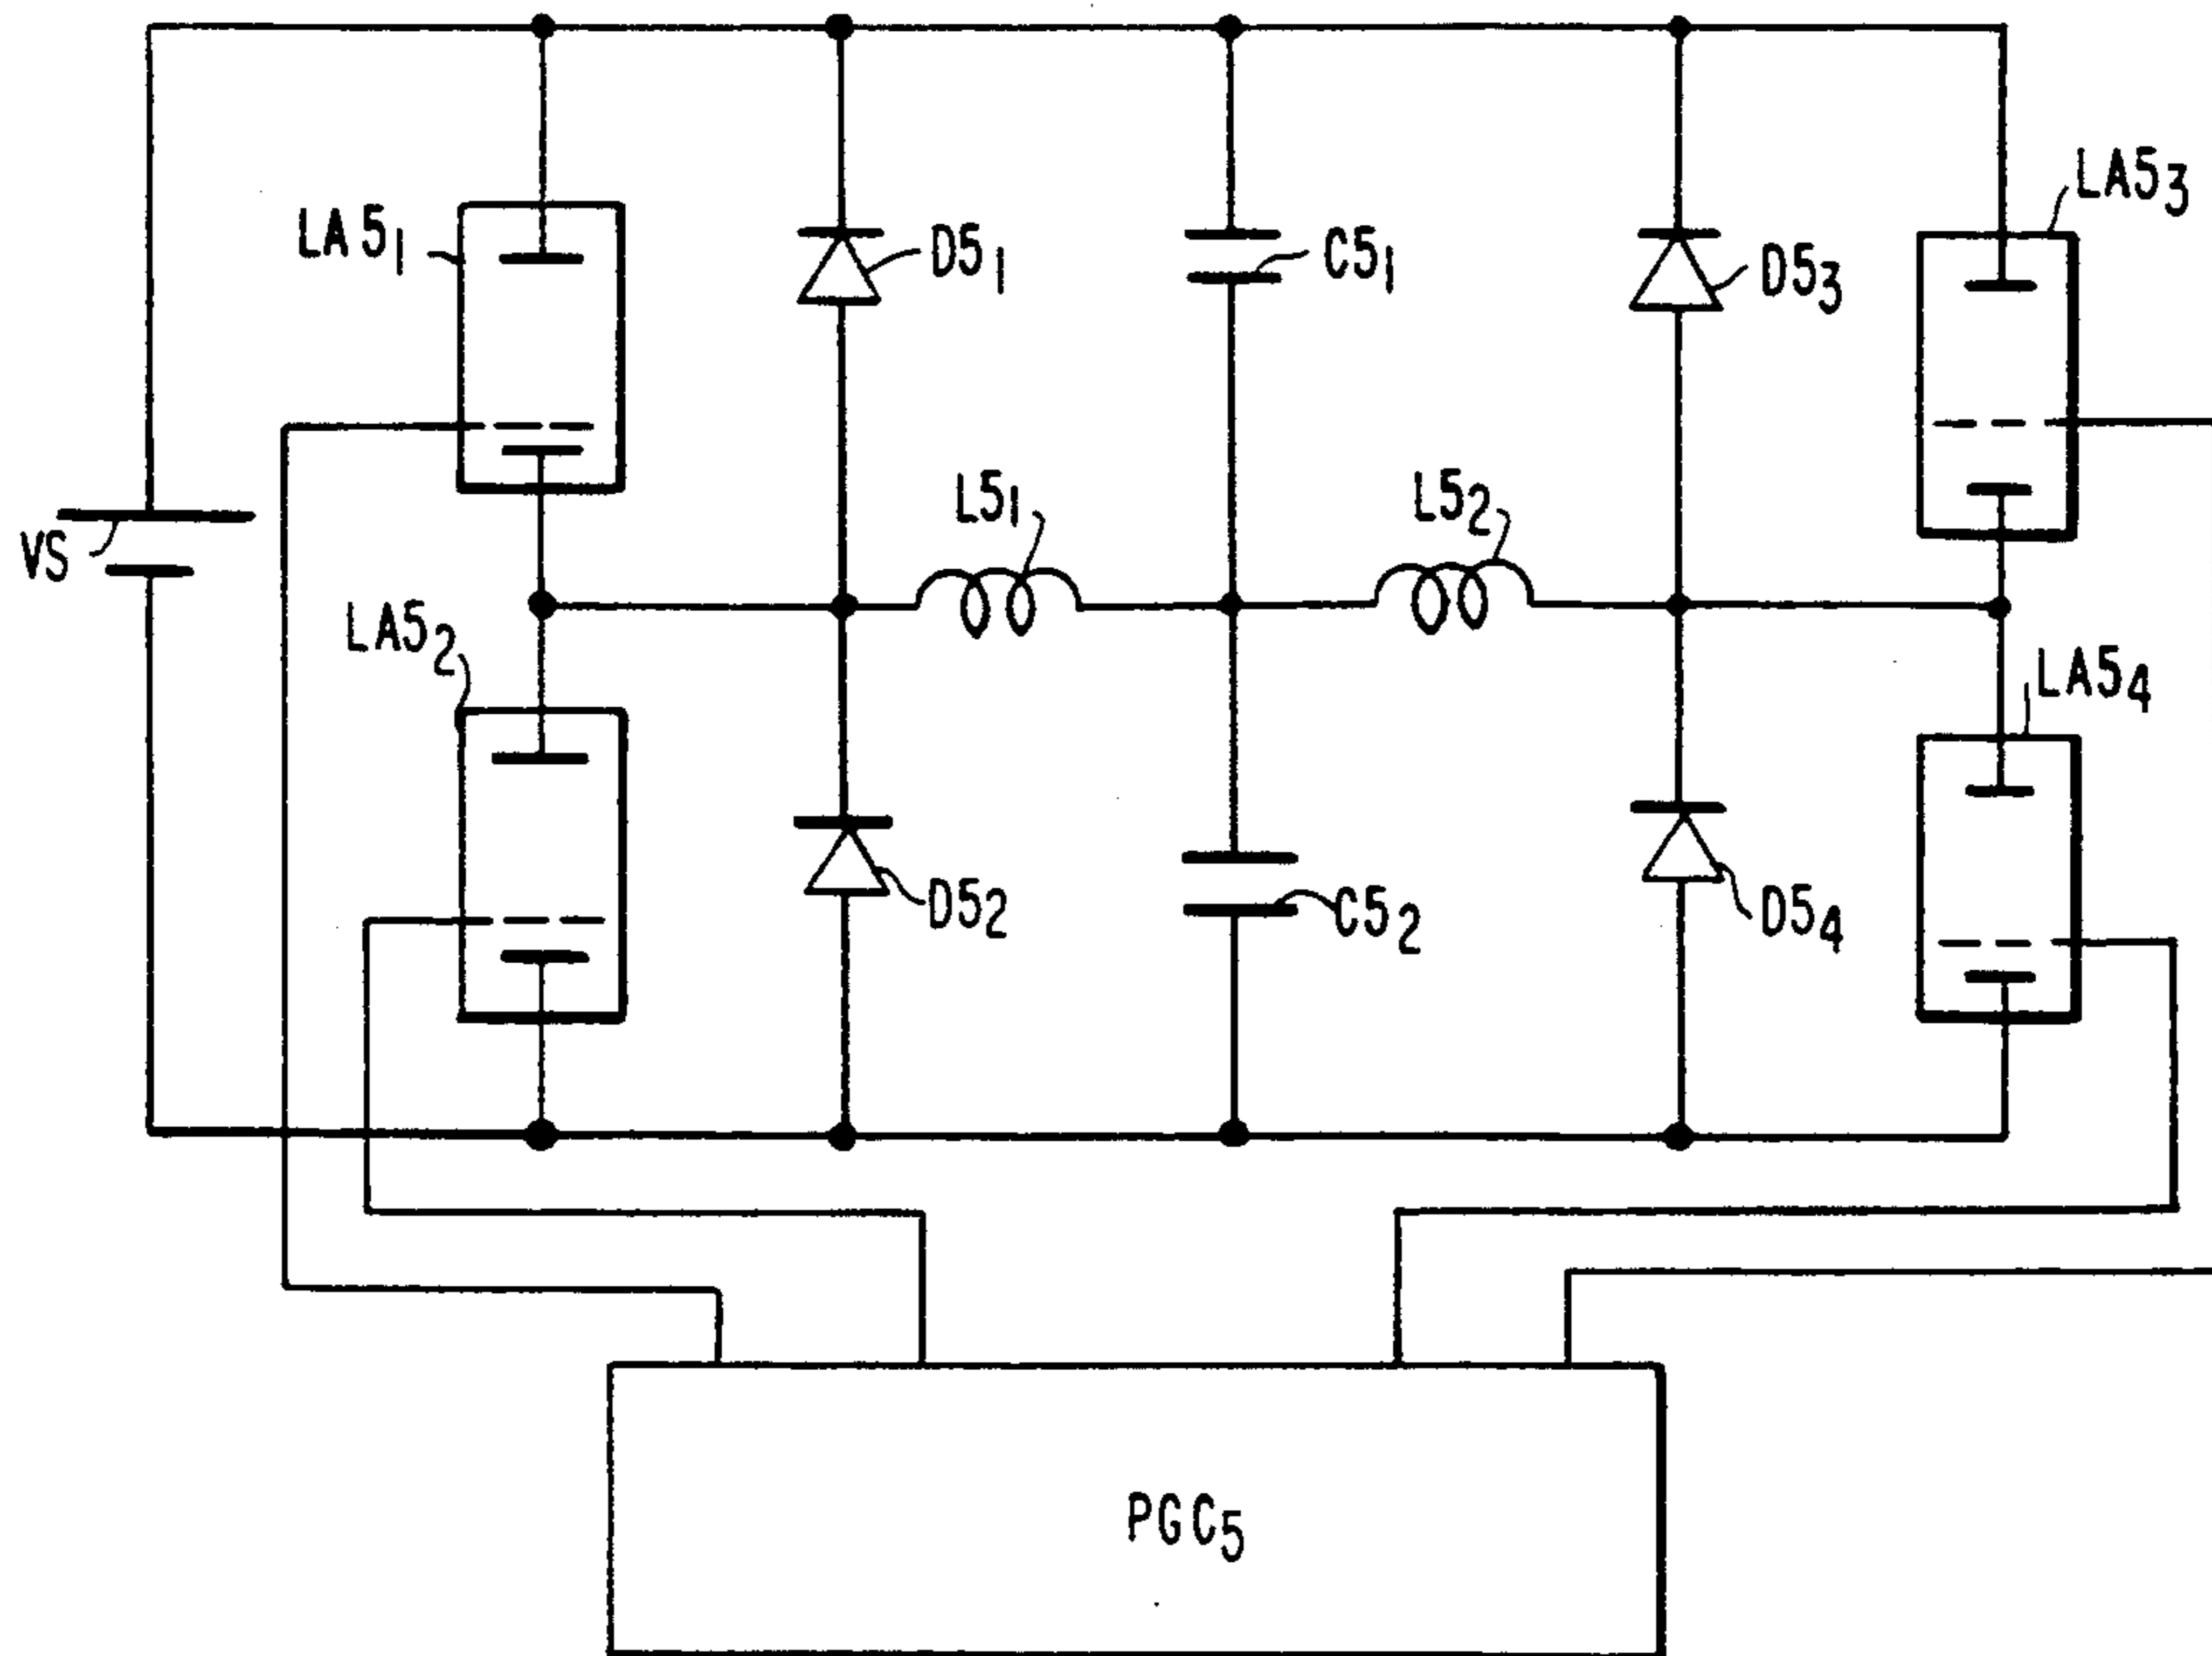 LA5₁
D5₁
C5₁
D5₃
LA5₃
VS
L5₁
L5₂
LA5₂
LA5₄
D5₂
C5₂
D5₄
PGC₅